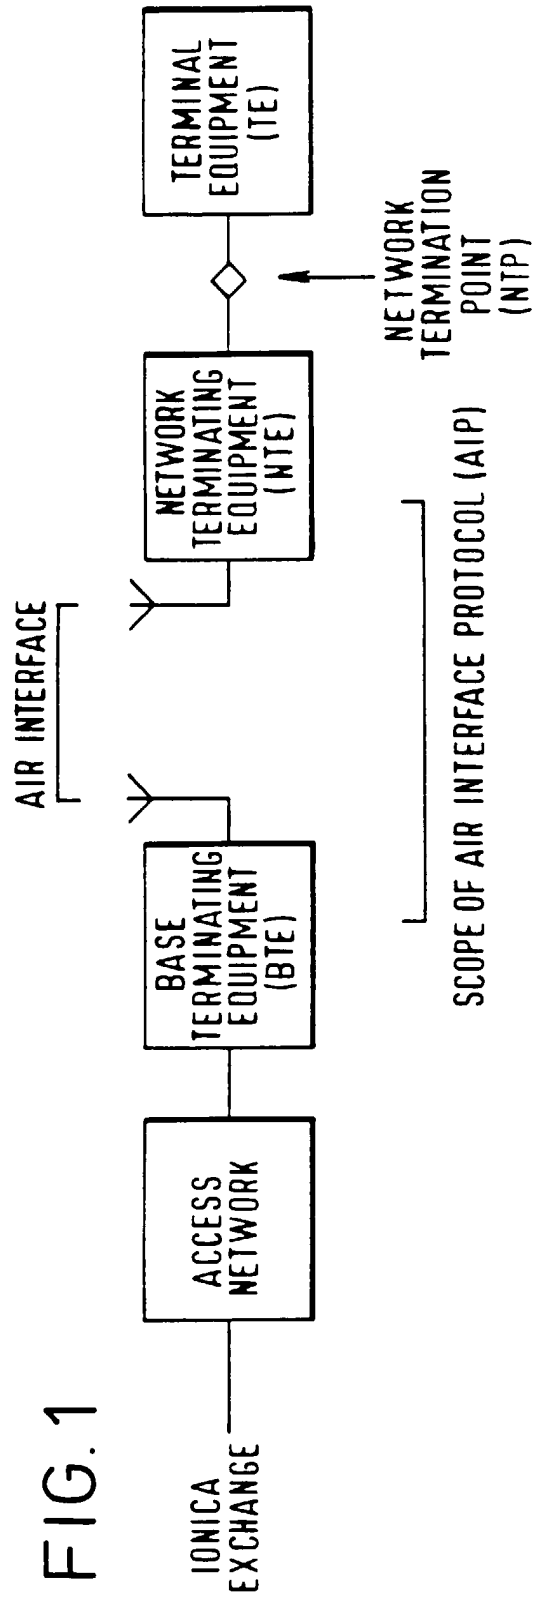 FIG. 1
AIR INTERFACE
IONICA
EXCHANGE
ACCESS
NETWORK
BASE
TERMINATING
EQUIPMENT
(BTE)
NETWORK
TERMINATING
EQUIPMENT
(NTE)
TERMINAL
EQUIPMENT
(TE)
NETWORK
TERMINATION
POINT
(NTP)
SCOPE OF AIR INTERFACE PROTOCOL (AIP)